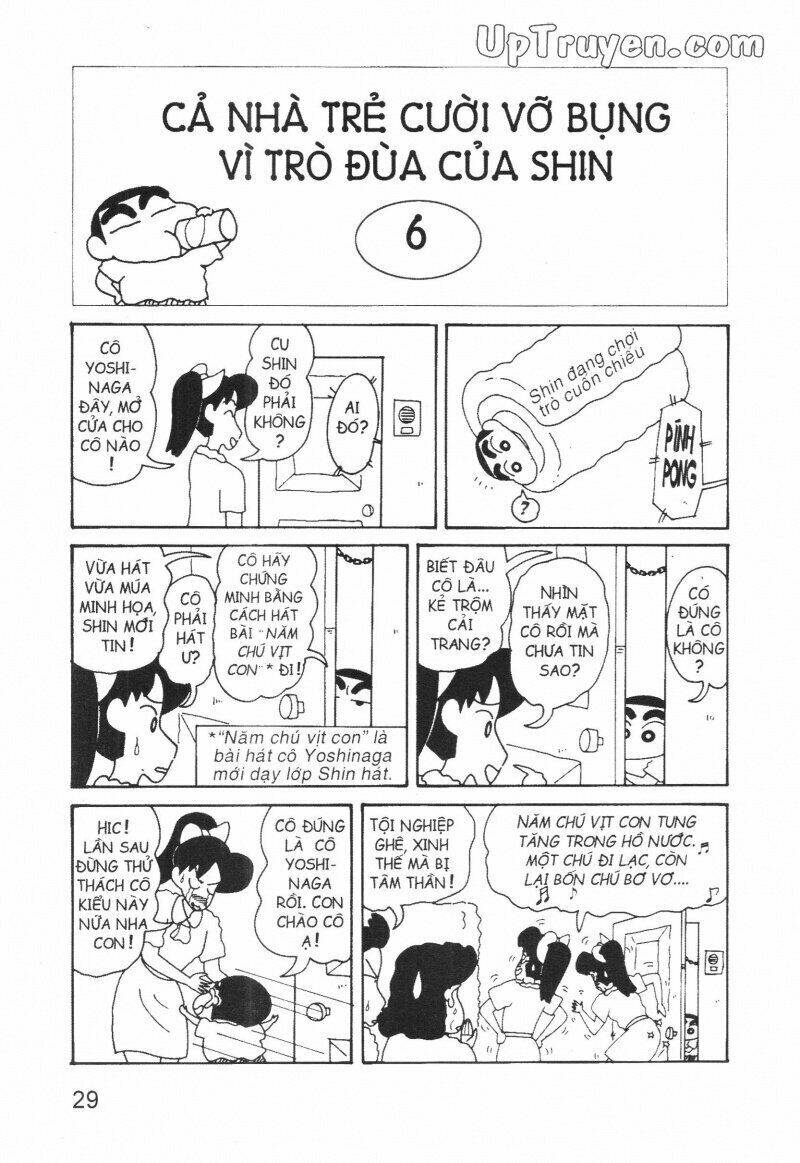 UpTruyen.com
CẢ NHÀ TRẺ CƯỜI VỠ BỤNG
VÌ TRÒ ĐÙA CỦA SHIN
6
Shin đang chơi
trò cuốn chiếu
PÍNH
PONG
?
AI
ĐÓ?
CU
SHIN
ĐÓ
PHẢI
KHÔNG
?
CÔ
YOSHI-
NAGA
ĐÂY, MỞ
CỬA CHO
CÔ NÀO
!
CÓ
ĐÚNG
LÀ CÔ
KHÔNG?
NHÌN
THẤY MẶT
CÔ RỒI MÀ
CHƯA TIN
SAO?
BIẾT ĐÂU
CÔ LÀ...
KẺ TRỘM
CẢI
TRANG?
CÔ HÃY
CHỨNG
MINH BẰNG
CÁCH HÁT
BÀI "NĂM
CHÚ VỊT
CON" * ĐI!
CÔ
PHẢI
HÁT
Ư?
VỪA HÁT
VỪA MÚA
MINH HỌA,
SHIN MỚI
TIN!
*"Năm chú vịt con" là
bài hát cô Yoshinaga
mới dạy lớp Shin hát.
NĂM CHÚ VỊT CON TUNG
TĂNG TRONG HỒ NƯỚC.
MỘT CHÚ ĐI LẠC, CÒN
LẠI BỐN CHÚ BƠ VƠ....
TỘI NGHIỆP
GHÊ, XINH
THẾ MÀ BỊ
TÂM THẦN!
CÔ ĐÚNG
LÀ CÔ
YOSHI-
NAGA
RỒI. CON
CHÀO CÔ
Ạ!
HIC!
LẦN SAU
ĐỪNG THỬ
THÁCH CÔ
KIỂU NÀY
NỮA NHA
CON!
29